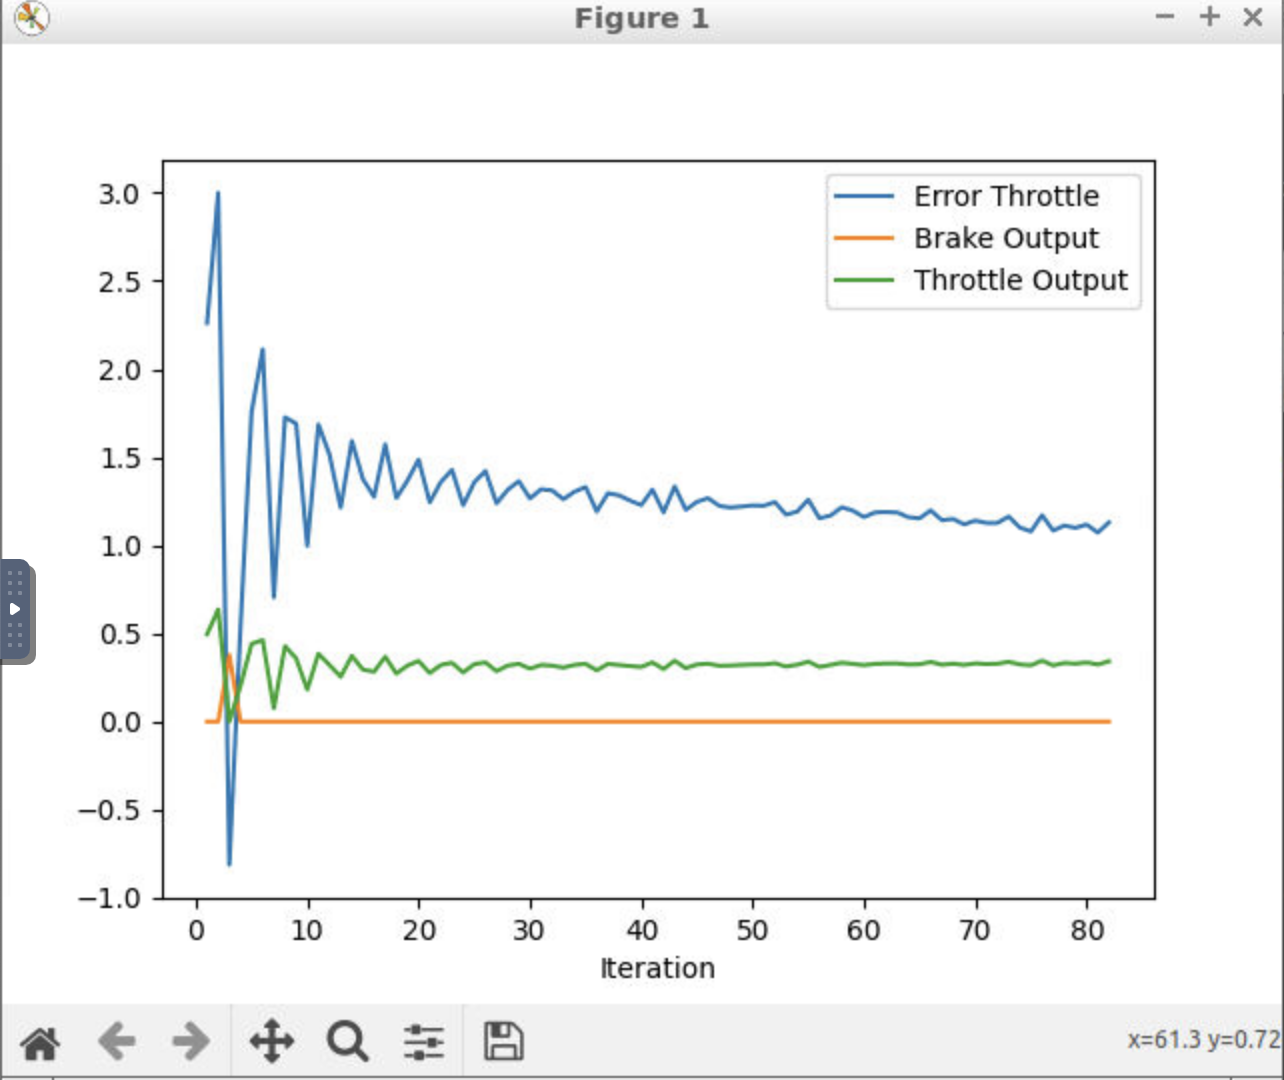 Figure 1
3.0
2.5
2.0
1.5
1.0
0.5
0.0
−0.5
−1.0
Error Throttle
Brake Output
Throttle Output
0 10 20 30 40 50 60 70 80
Iteration
x=61.3 y=0.72